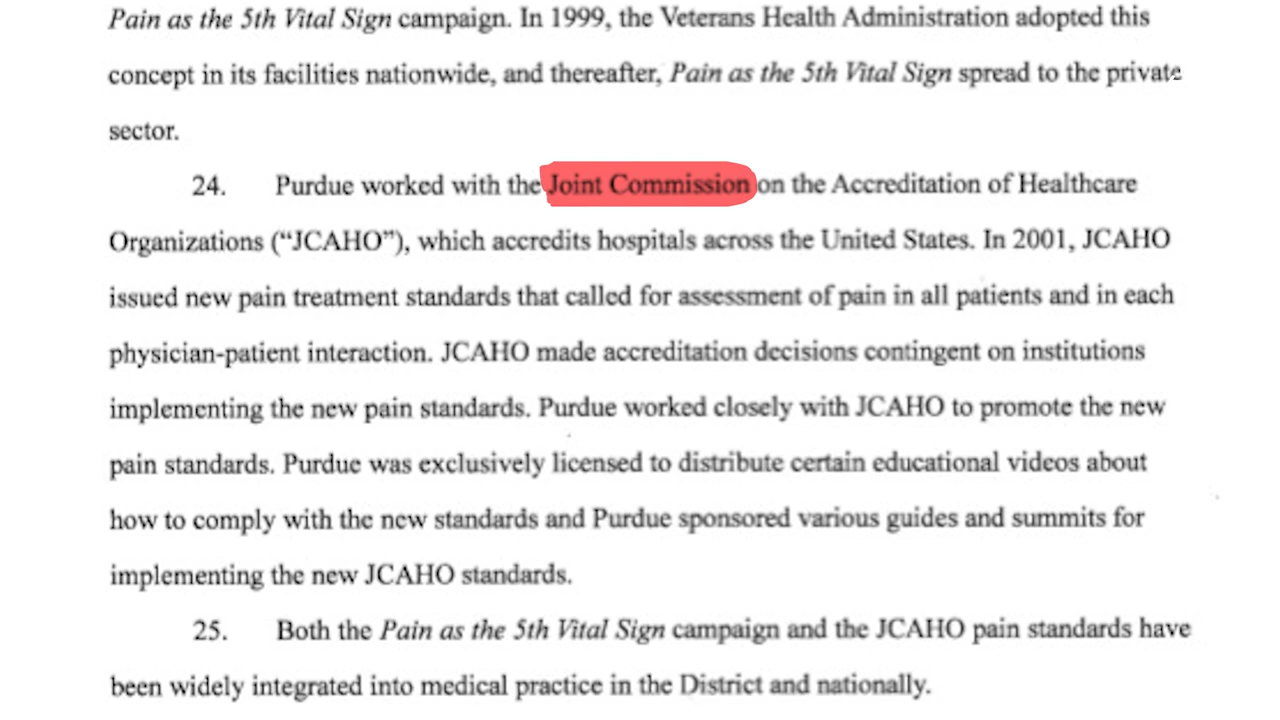 Pain as the 5th Vital Sign campaign. In 1999, the Veterans Health Administration adopted this
concept in its facilities nationwide, and thereafter, Pain as the 5th Vital Sign spread to the private
sector.
24. Purdue worked with the Joint Commission on the Accreditation of Healthcare
Organizations (“JCAHO”), which accredits hospitals across the United States. In 2001, JCAHO
issued new pain treatment standards that called for assessment of pain in all patients and in each
physician-patient interaction. JCAHO made accreditation decisions contingent on institutions
implementing the new pain standards. Purdue worked closely with JCAHO to promote the new
pain standards. Purdue was exclusively licensed to distribute certain educational videos about
how to comply with the new standards and Purdue sponsored various guides and summits for
implementing the new JCAHO standards.
25. Both the Pain as the 5th Vital Sign campaign and the JCAHO pain standards have
been widely integrated into medical practice in the District and nationally.